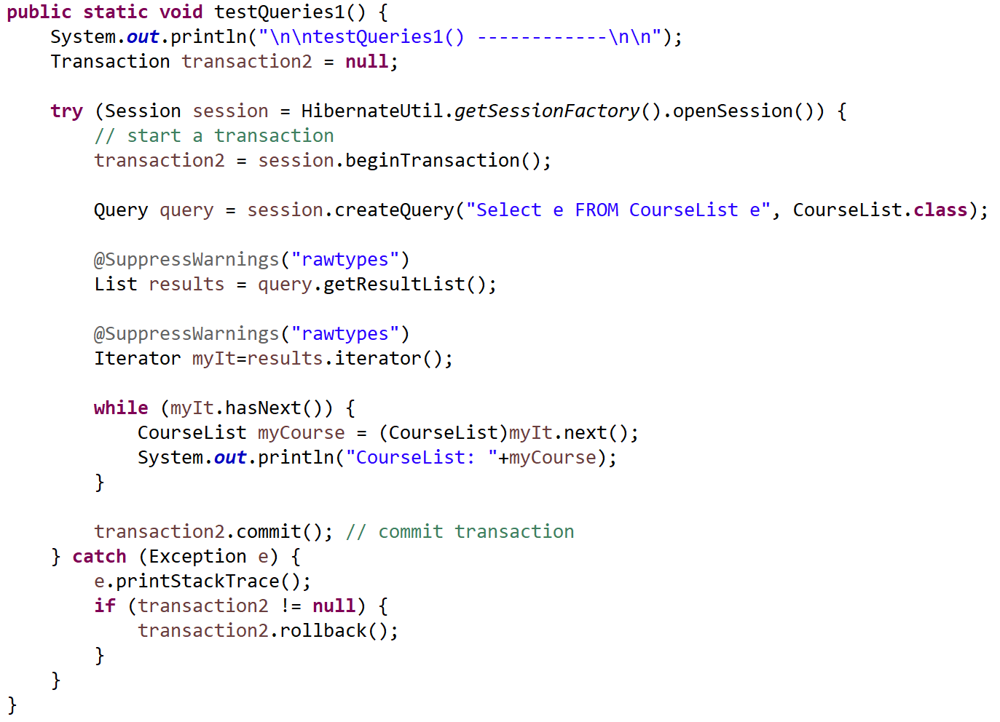 public static void testQueries1() {
    System.out.println("\n\ntestQueries1() ------------\n\n");
    Transaction transaction2 = null;

    try (Session session = HibernateUtil.getSessionFactory().openSession()) {
        // start a transaction
        transaction2 = session.beginTransaction();

        Query query = session.createQuery("Select e FROM CourseList e", CourseList.class);

        @SuppressWarnings("rawtypes")
        List results = query.getResultList();

        @SuppressWarnings("rawtypes")
        Iterator myIt=results.iterator();

        while (myIt.hasNext()) {
            CourseList myCourse = (CourseList)myIt.next();
            System.out.println("CourseList: "+myCourse);
        }

        transaction2.commit(); // commit transaction
    } catch (Exception e) {
        e.printStackTrace();
        if (transaction2 != null) {
            transaction2.rollback();
        }
    }
}